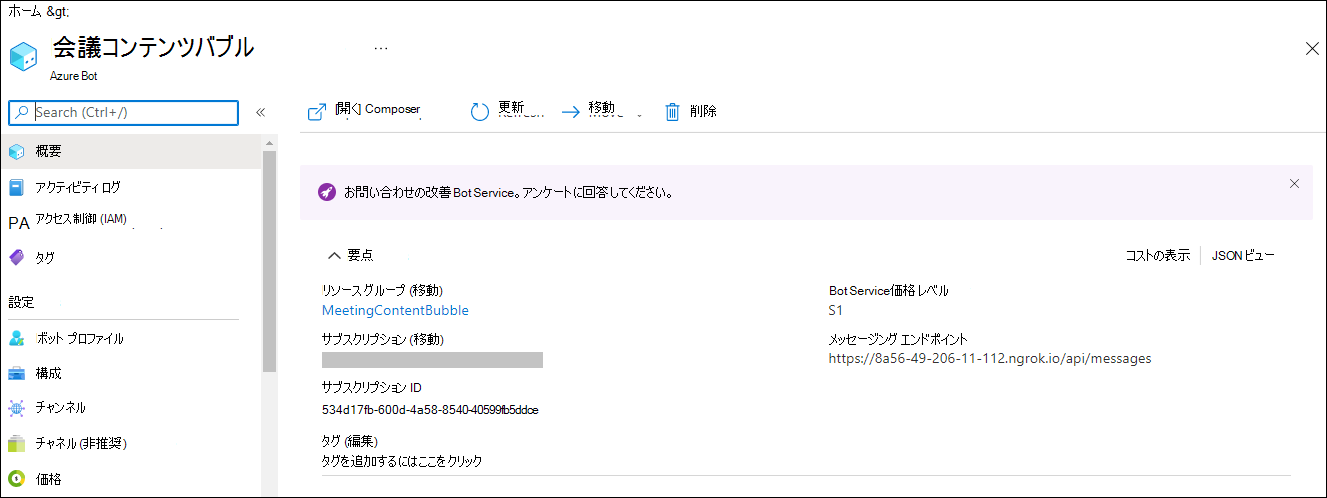 ホーム &gt;
会議コンテンツバブル
...
Azure Bot
Search (Ctrl+/)
«
[開く] Composer
更新
Refresh
移動
Move
削除
概要
アクティビティ ログ
PA アクセス制御 (IAM)
タグ
設定
ボット プロファイル
構成
チャンネル
チャネル (非推奨)
価格
お問い合わせの改善 Bot Service。アンケートに回答してください。
要点
コストの表示
JSON ビュー
リソース グループ (移動)
MeetingContentBubble
サブスクリプション (移動)
サブスクリプション ID
534d17fb-600d-4a58-8540-40599fb5ddce
タグ (編集)
タグを追加するにはここをクリック
Bot Service価格レベル
S1
メッセージング エンドポイント
https://8a56-49-206-11-112.ngrok.io/api/messages